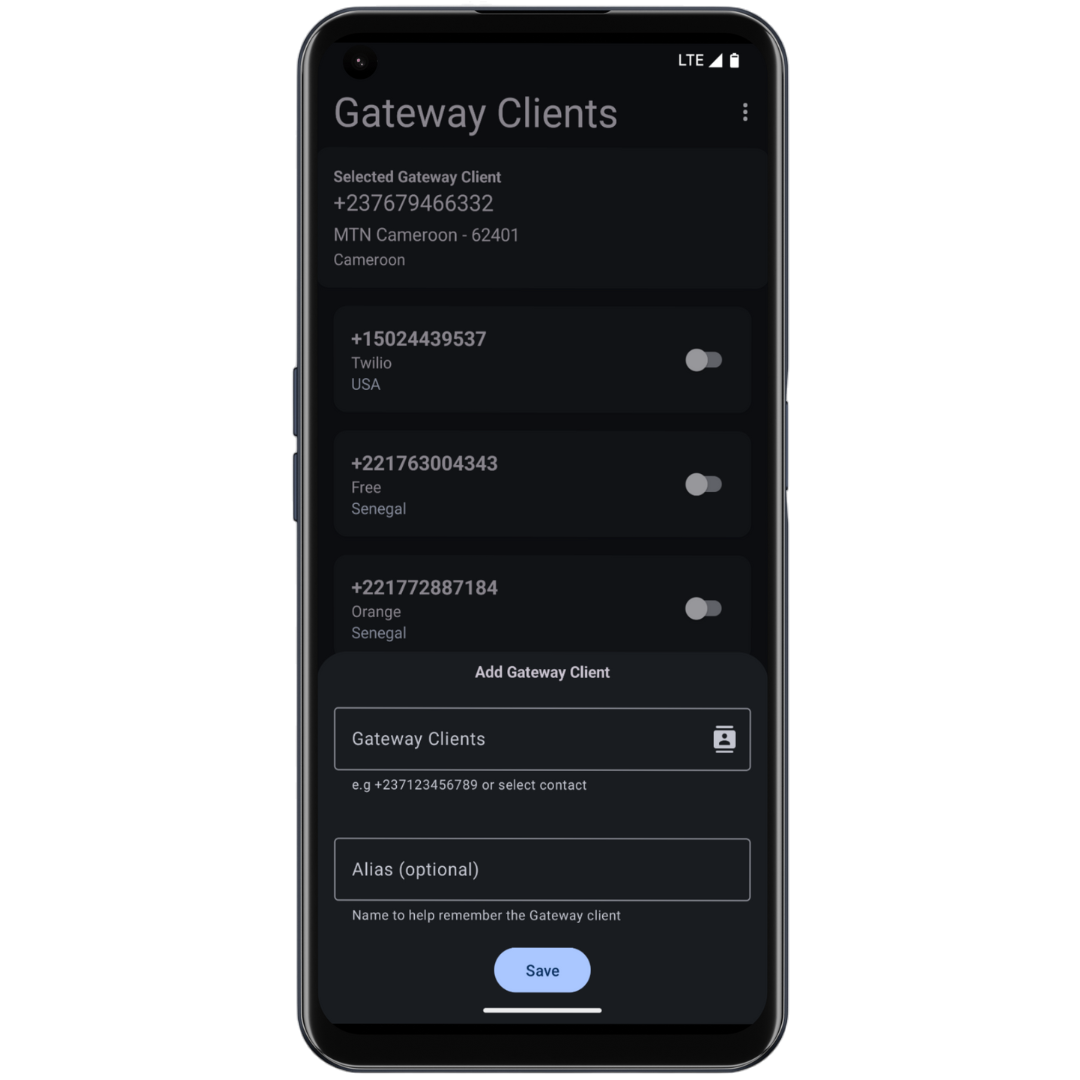 LTE
Gateway Clients
Selected Gateway Client
+237679466332
MTN Cameroon - 62401
Cameroon
+15024439537
Twilio
USA
+221763004343
Free
Senegal
+221772887184
Orange
Senegal
Add Gateway Client
Gateway Clients
e.g +237123456789 or select contact
Alias (optional)
Name to help remember the Gateway client
Save